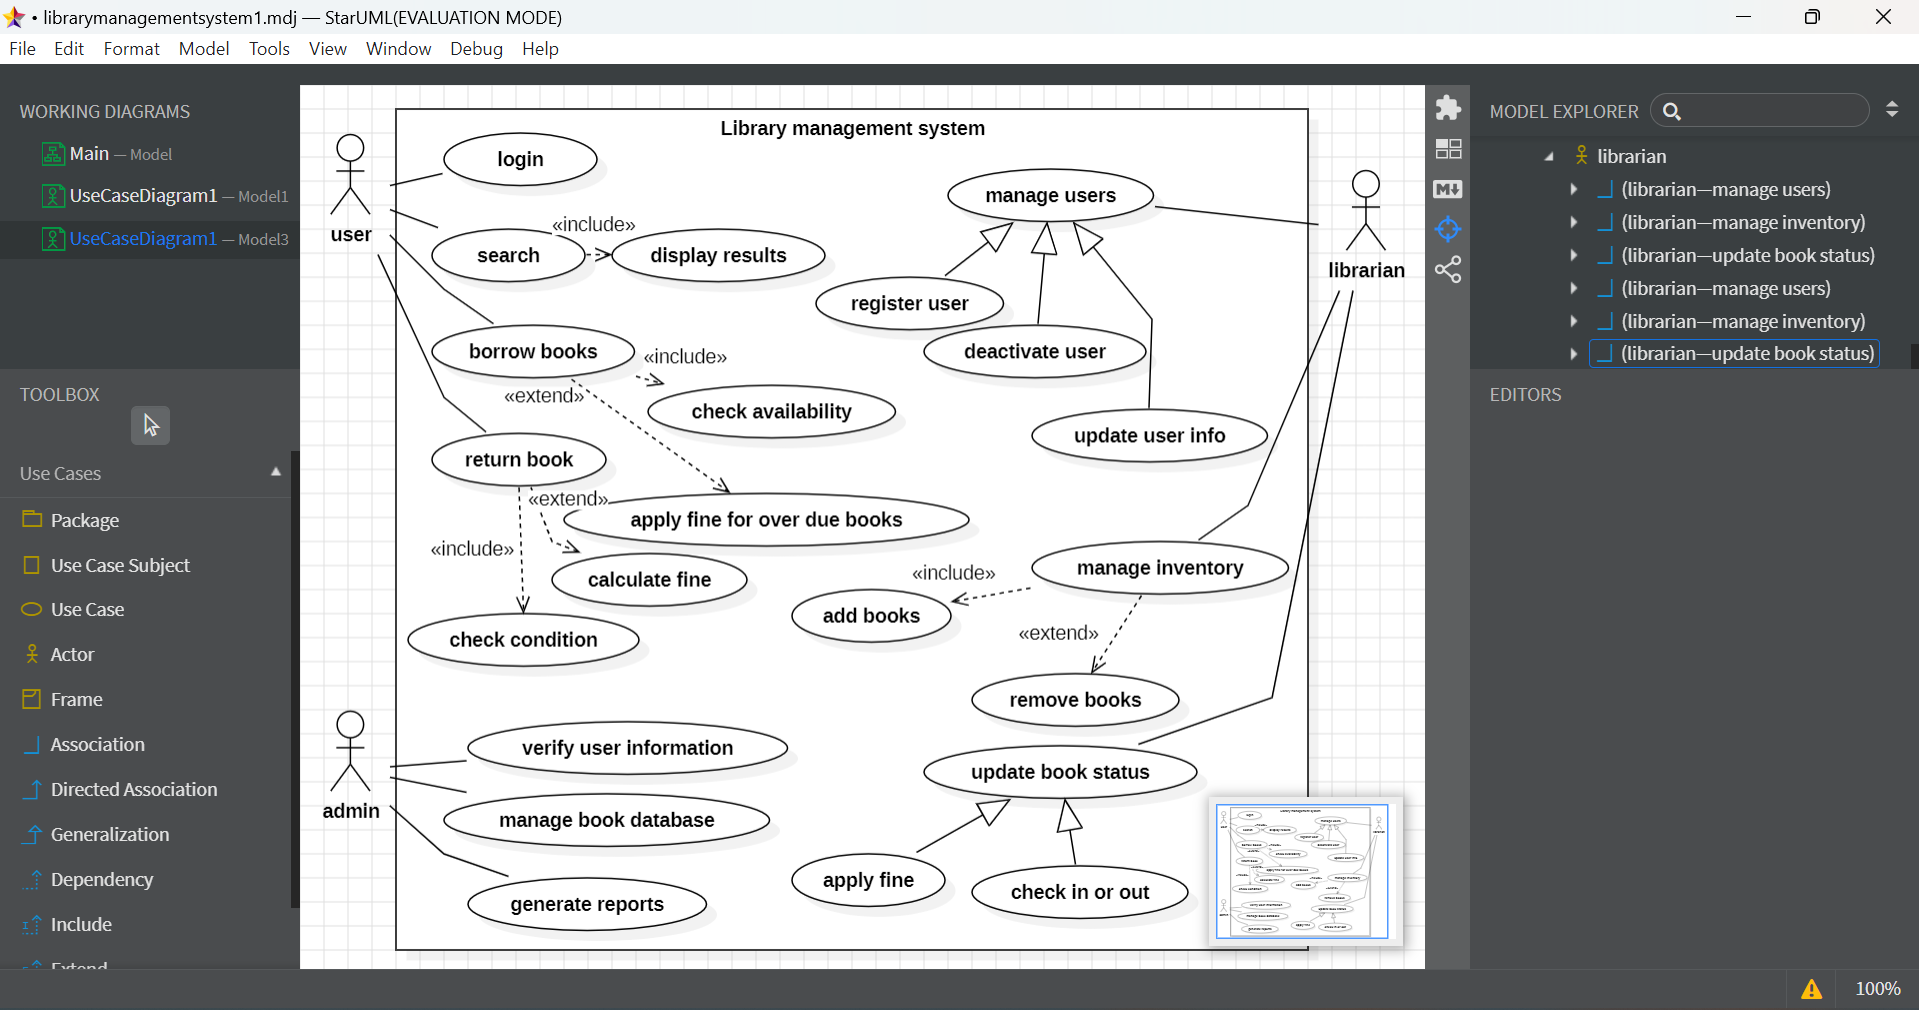 • librarymanagementsystem1.mdj — StarUML(EVALUATION MODE)
File Edit Format Model Tools View Window Debug Help
WORKING DIAGRAMS
Main — Model
UseCaseDiagram1 — Model1
UseCaseDiagram1 — Model3
TOOLBOX
Use Cases
Package
Use Case Subject
Use Case
Actor
Frame
Association
Directed Association
Generalization
Dependency
Include
Extend
Library management system
login
user
«include»
search
display results
manage users
librarian
register user
borrow books
«include»
deactivate user
«extend»
check availability
update user info
return book
«extend»
apply fine for over due books
«include»
calculate fine
manage inventory
«include»
add books
check condition
«extend»
remove books
verify user information
update book status
admin
manage book database
apply fine
check in or out
generate reports
MODEL EXPLORER
librarian
(librarian—manage users)
(librarian—manage inventory)
(librarian—update book status)
(librarian—manage users)
(librarian—manage inventory)
(librarian—update book status)
EDITORS
100%